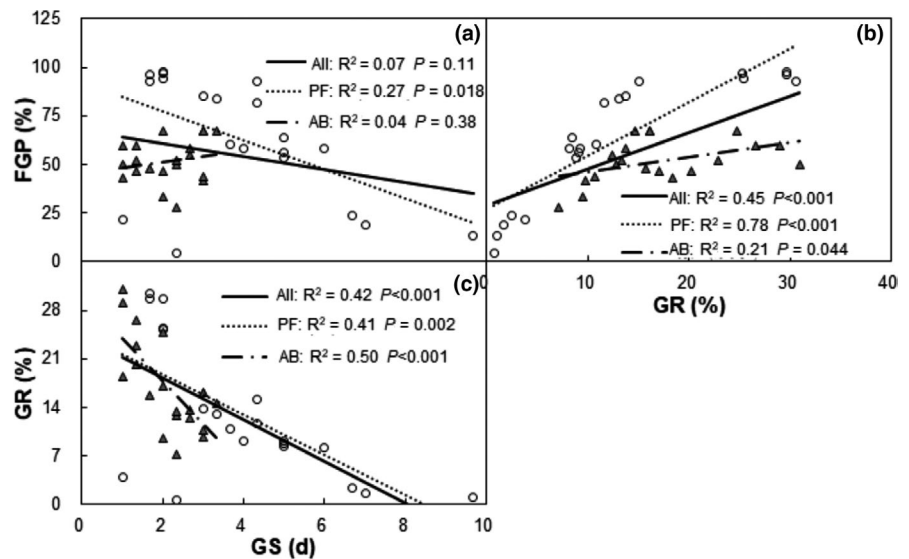 (a)
125
100
75
50
25
0
FGP (%)
All: R² = 0.07 P = 0.11
PF: R² = 0.27 P = 0.018
AB: R² = 0.04 P = 0.38
(b)
All: R² = 0.45 P<0.001
PF: R² = 0.78 P<0.001
AB: R² = 0.21 P = 0.044
10 20 30 40
GR (%)
(c)
28
21
14
7
0
GR (%)
All: R² = 0.42 P<0.001
PF: R² = 0.41 P = 0.002
AB: R² = 0.50 P<0.001
0 2 4 6 8 10
GS (d)